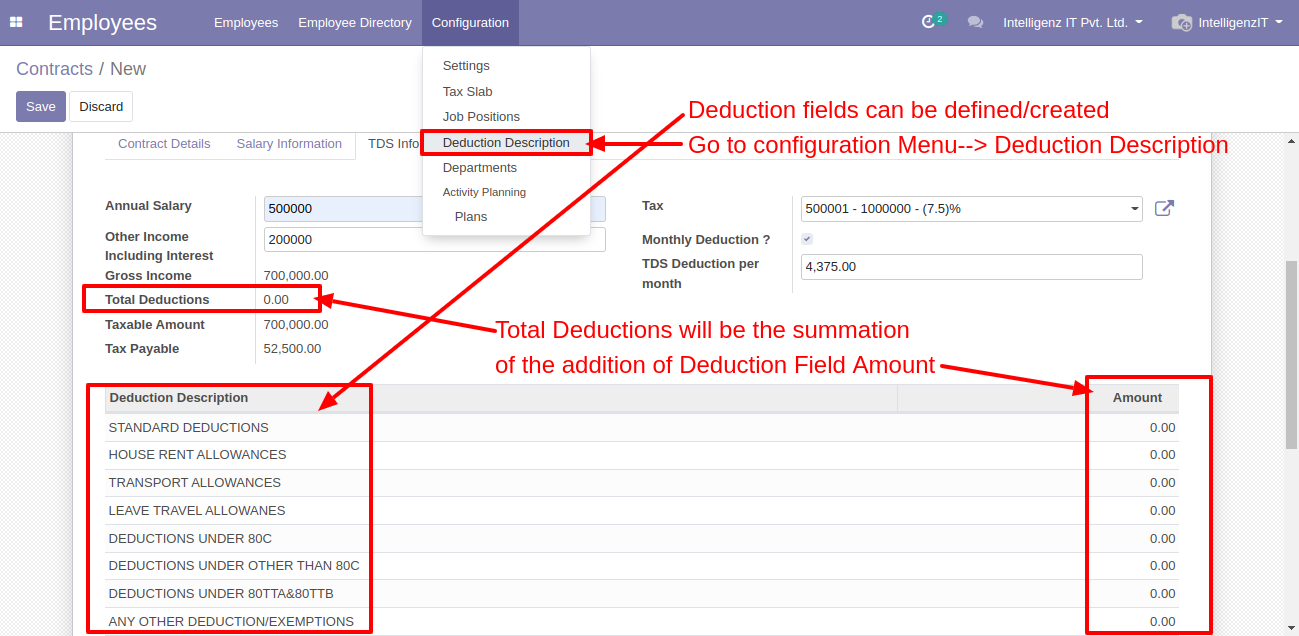 Employees Employees Employee Directory Configuration 2 Intelligenz IT Pvt. Ltd. IntelligenzIT
Contracts / New
Save Discard
Settings
Tax Slab
Job Positions
Deduction Description
Departments
Activity Planning
Plans
Deduction fields can be defined/created
Go to configuration Menu--> Deduction Description
Contract Details Salary Information TDS Info
Annual Salary 500000
Other Income
Including Interest 200000
Gross Income 700,000.00
Total Deductions 0.00
Taxable Amount 700,000.00
Tax Payable 52,500.00
Tax 500001 - 1000000 - (7.5)%
Monthly Deduction ?
TDS Deduction per
month 4,375.00
Total Deductions will be the summation
of the addition of Deduction Field Amount
Deduction Description Amount
STANDARD DEDUCTIONS 0.00
HOUSE RENT ALLOWANCES 0.00
TRANSPORT ALLOWANCES 0.00
LEAVE TRAVEL ALLOWANES 0.00
DEDUCTIONS UNDER 80C 0.00
DEDUCTIONS UNDER OTHER THAN 80C 0.00
DEDUCTIONS UNDER 80TTA&80TTB 0.00
ANY OTHER DEDUCTION/EXEMPTIONS 0.00